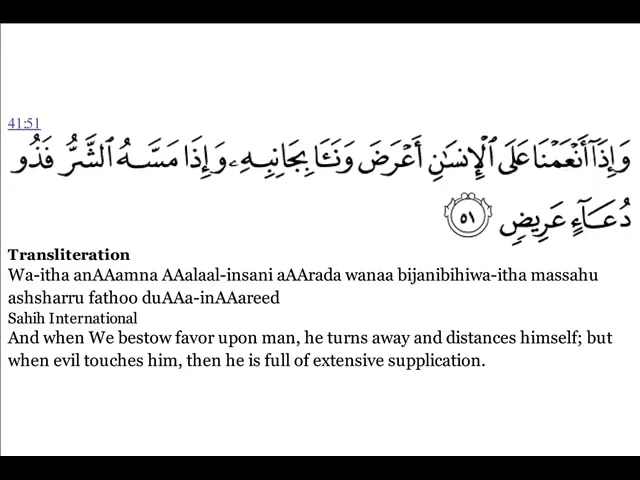 41:51
وَإِذَآ أَنْعَمْنَا عَلَى ٱلْإِنسَـٰنِ أَعْرَضَ وَنَـَٔا بِجَانِبِهِۦ وَإِذَا مَسَّهُ ٱلشَّرُّ فَذُو
دُعَآءٍ عَرِيضٍ ٥١
Transliteration
Wa-itha anAAamna AAalaal-insani aAArada wanaa bijanibihiwa-itha massahu
ashsharru fathoo duAAa-inAAareed
Sahih International
And when We bestow favor upon man, he turns away and distances himself; but
when evil touches him, then he is full of extensive supplication.